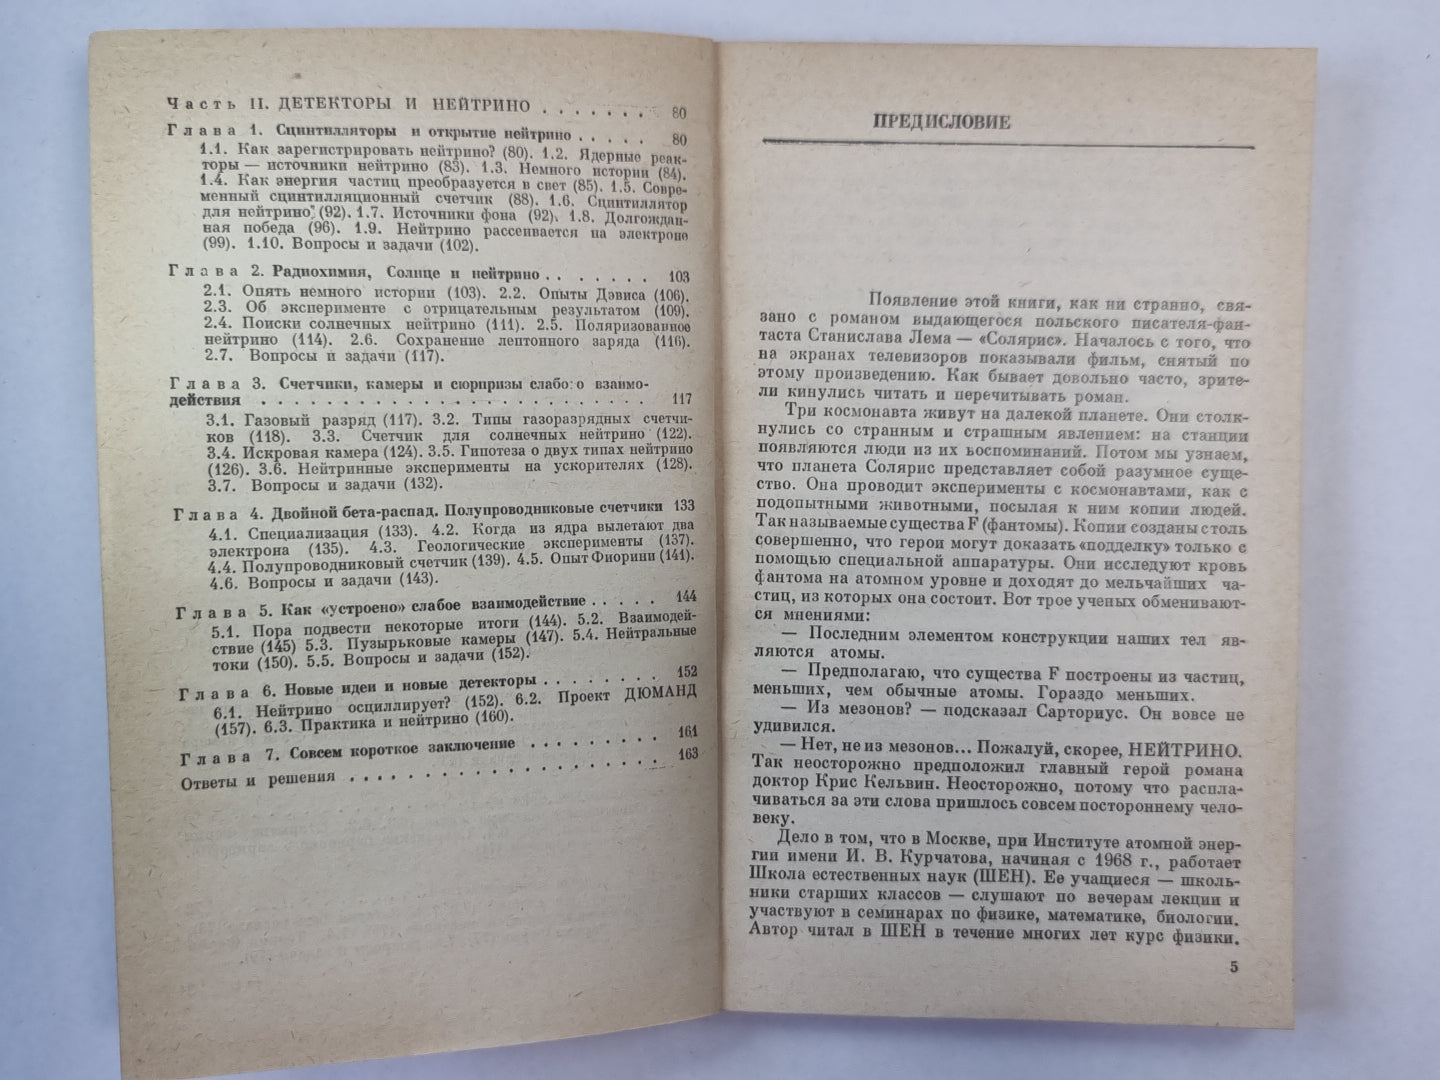 Часть II. ДЕТЕКТОРЫ И НЕЙТРИНО . . . . . . . 80
Глава 1. Сцинтилляторы и открытие нейтрино . . . . . 80
1.1. Как зарегистрировать нейтрино? (80). 1.2. Ядерные реак-
торы — источники нейтрино (83). 1.3. Немного истории (84).
1.4. Как энергия частиц преобразуется в свет (85). 1.5. Совре-
менный сцинтилляционный счетчик (88). 1.6. Сцинтиллятор
для нейтрино (92). 1.7. Источники фона (92). 1.8. Долгождан-
ная победа (96). 1.9. Нейтрино рассеивается на электроне
(99). 1.10. Вопросы и задачи (102).
Глава 2. Радиохимия, Солнце и нейтрино . . . . . . . 103
2.1. Опять немного истории (103). 2.2. Опыты Дэвиса (106).
2.3. Об эксперименте с отрицательным результатом (109).
2.4. Поиски солнечных нейтрино (111). 2.5. Поляризованное
нейтрино (114). 2.6. Сохранение лептонного заряда (116).
2.7. Вопросы и задачи (117).
Глава 3. Счетчики, камеры и сюрпризы слабого взаимо-
действия . . . . . . . . . . . . . . . . . . . . . . . 117
3.1. Газовый разряд (117). 3.2. Типы газоразрядных счетчи-
ков (118). 3.3. Счетчик для солнечных нейтрино (122).
3.4. Искровая камера (124). 3.5. Гипотеза о двух типах нейтрино
(126). 3.6. Нейтринные эксперименты на ускорителях (128).
3.7. Вопросы и задачи (132).
Глава 4. Двойной бета-распад. Полупроводниковые счетчики 133
4.1. Специализация (133). 4.2. Когда из ядра вылетают два
электрона (135). 4.3. Геологические эксперименты (137).
4.4. Полупроводниковый счетчик (139). 4.5. Опыт Фиорини (141).
4.6. Вопросы и задачи (143).
Глава 5. Как «устроено» слабое взаимодействие . . . . . 144
5.1. Пора подвести некоторые итоги (144). 5.2. Взаимодей-
ствие (145) 5.3. Пузырьковые камеры (147). 5.4. Нейтральные
токи (150). 5.5. Вопросы и задачи (152).
Глава 6. Новые идеи и новые детекторы . . . . . . . . 152
6.1. Нейтрино осциллирует? (152). 6.2. Проект ДЮМАНД
(157). 6.3. Практика и нейтрино (160).
Глава 7. Совсем короткое заключение . . . . . . . . . 161
Ответы и решения . . . . . . . . . . . . . . . . . . . 163
ПРЕДИСЛОВИЕ
Появление этой книги, как ни странно, свя-
зано с романом выдающегося польского писателя-фан-
таста Станислава Лема — «Солярис». Началось с того, что
на экранах телевизоров показывали фильм, снятый по
этому произведению. Как бывает довольно часто, зрите-
ли кинулись читать и перечитывать роман.
Три космонавта живут на далекой планете. Они столк-
нулись со странным и страшным явлением: на станции
появляются люди из их воспоминаний. Потом мы узнаем,
что планета Солярис представляет собой разумное суще-
ство. Она проводит эксперименты с космонавтами, как с
подопытными животными, посылая к ним копии людей.
Так называемые существа F (фантомы). Копии созданы столь
совершенно, что герои могут доказать «подделку» только с
помощью специальной аппаратуры. Они исследуют кровь
фантома на атомном уровне и доходят до мельчайших ча-
стиц, из которых она состоит. Вот трое ученых обменивают-
ся мнениями:
— Последним элементом конструкции наших тел яв-
ляются атомы.
— Предполагаю, что существа F построены из частиц,
меньших, чем обычные атомы. Гораздо меньших.
— Из мезонов? — подсказал Сарториус. Он вовсе не
удивился.
— Нет, не из мезонов... Пожалуй, скорее, НЕЙТРИНО.
Так неосторожно предположил главный герой романа
доктор Крис Кельвин. Неосторожно, потому что распла-
чиваться за эти слова пришлось совсем постороннему чело-
веку.
Дело в том, что в Москве, при Институте атомной энер-
гии имени И. В. Курчатова, начиная с 1968 г., работает
Школа естественных наук (ШЕН). Ее учащиеся — школь-
ники старших классов — слушают по вечерам лекции и
участвуют в семинарах по физике, математике, биологии.
Автор читал в ШЕН в течение многих лет курс физики.
5